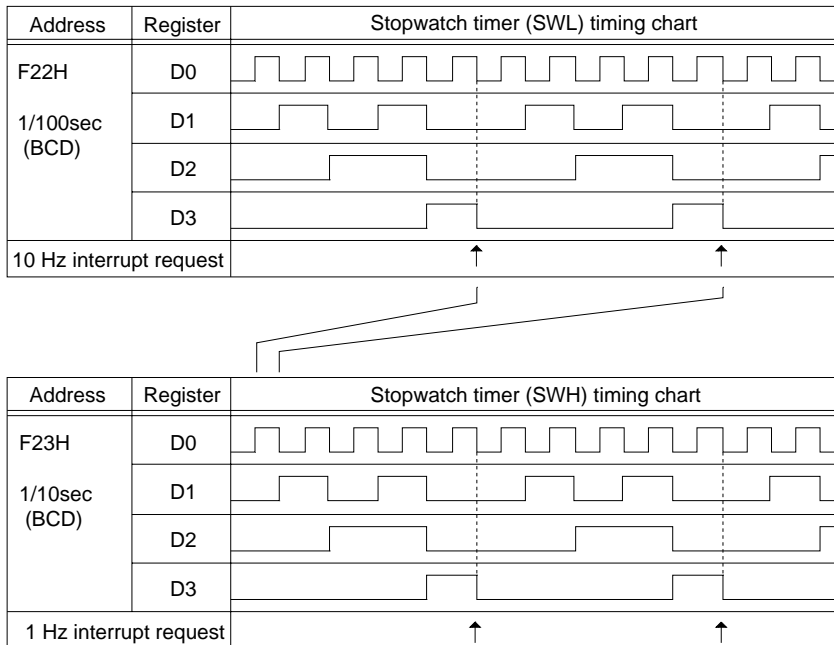 Address Register Stopwatch timer (SWL) timing chart
F22H D0
1/100sec D1
(BCD)
D2
D3
10 Hz interrupt request
Address Register Stopwatch timer (SWH) timing chart
F23H D0
1/10sec D1
(BCD)
D2
D3
1 Hz interrupt request